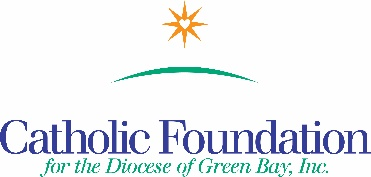 Catholic Foundation
for the Diocese of Green Bay, Inc.